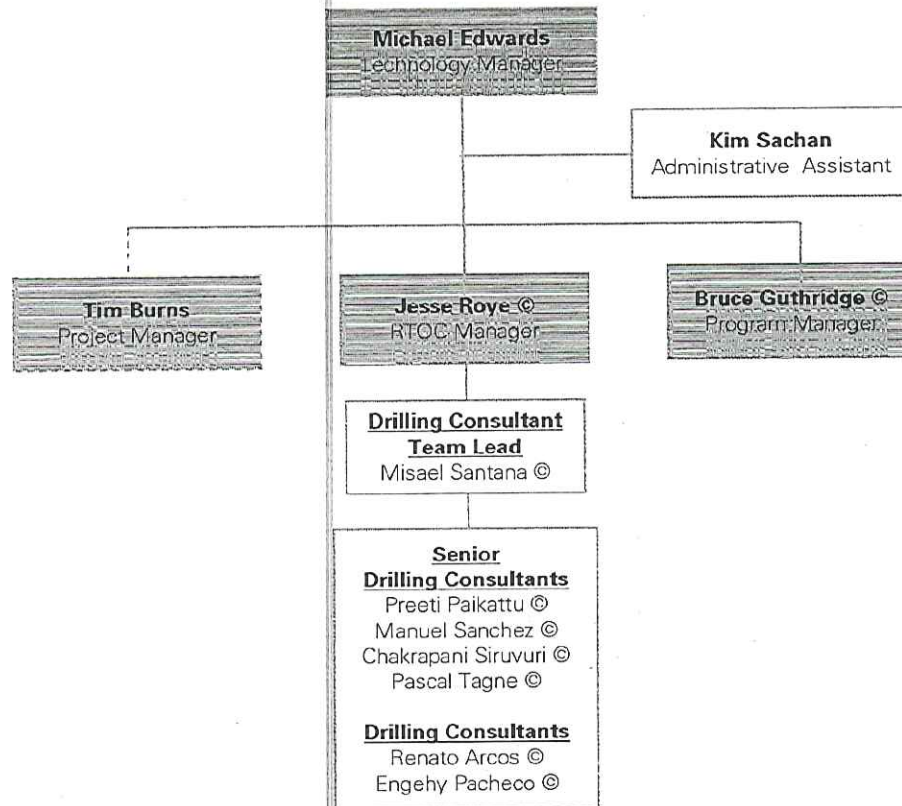 Michael Edwards
Technology Manager
Kim Sachan
Administrative Assistant
Tim Burns
Project Manager
Jesse Roye ©
RTOC Manager
Bruce Guthridge ©
Program Manager
Drilling Consultant
Team Lead
Misael Santana ©
Senior
Drilling Consultants
Preeti Paikattu ©
Manuel Sanchez ©
Chakrapani Siruvuri ©
Pascal Tagne ©
Drilling Consultants
Renato Arcos ©
Engehy Pacheco ©